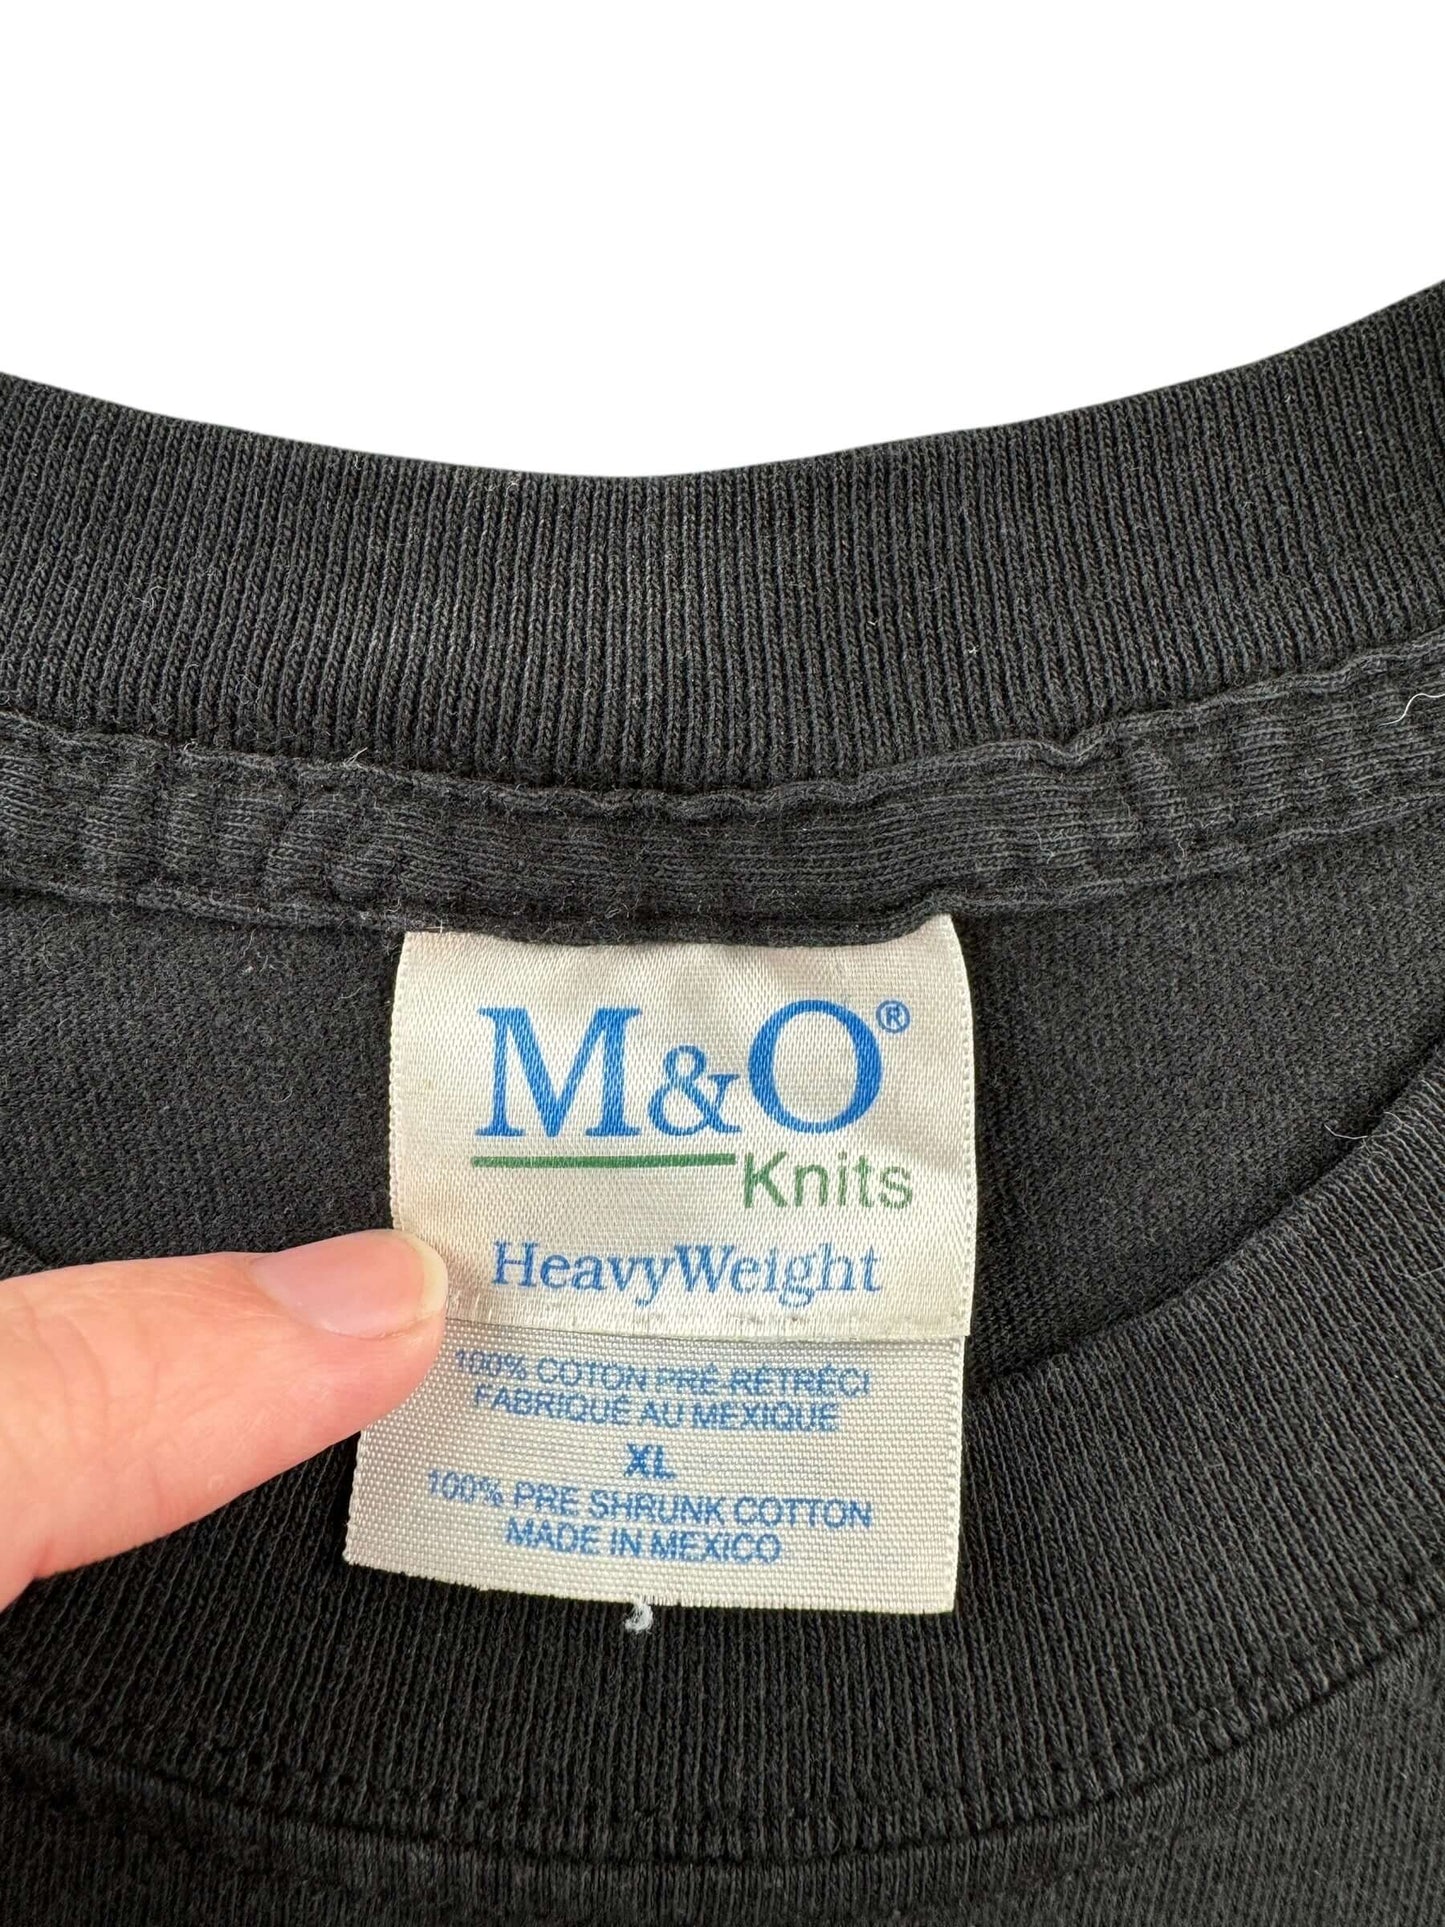 M&O®
Knits
HeavyWeight
100% COTON PRÉ-RÉTRÉCI
FABRIQUÉ AU MEXIQUE
XL
100% PRE SHRUNK COTTON
MADE IN MEXICO